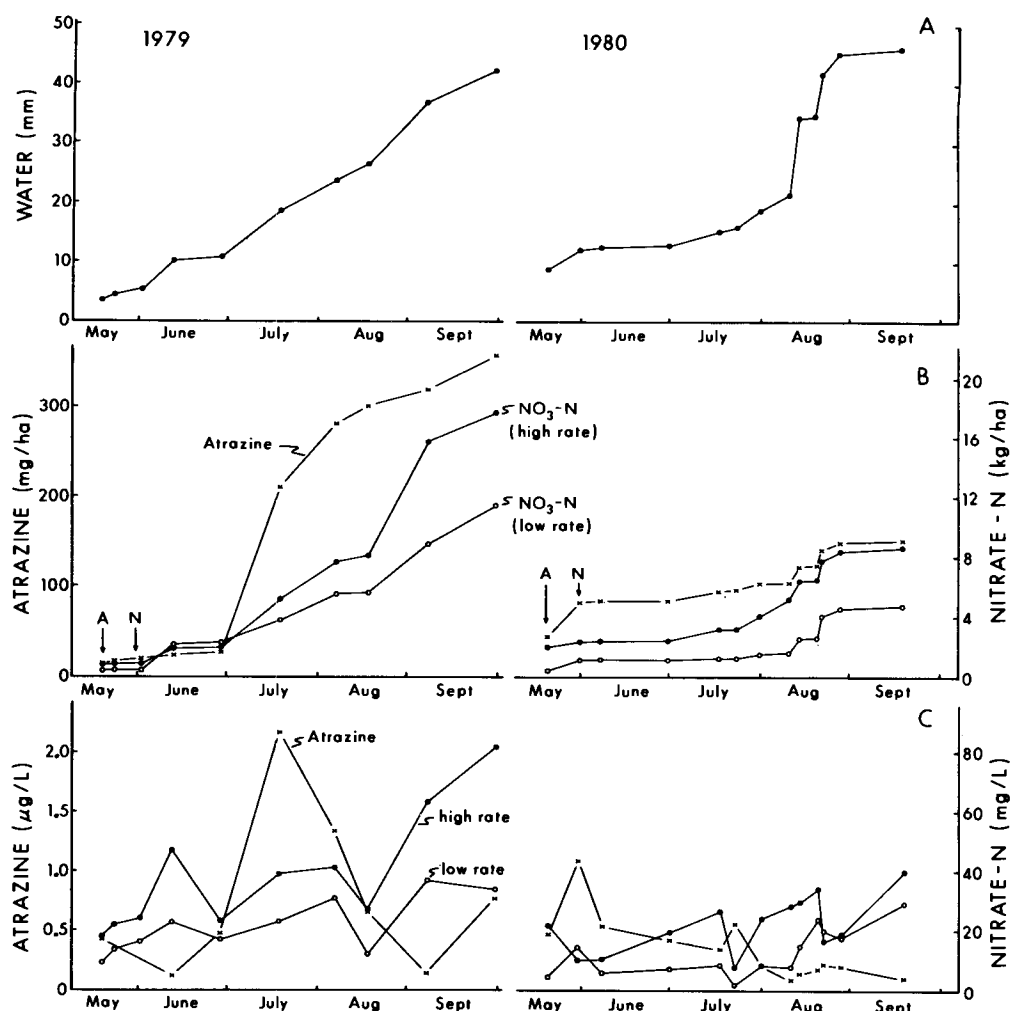 1979
1980
A
50
40
30
20
10
0
WATER (mm)
May June July Aug Sept
May June July Aug Sept
B
300
200
100
0
ATRAZINE (mg/ha)
Atrazine
NO3-N
(high rate)
NO3-N
(low rate)
A N
A N
20
16
12
8
4
0
NITRATE-N (kg/ha)
May June July Aug Sept
May June July Aug Sept
C
2.0
1.5
1.0
0.5
0
ATRAZINE (μg/L)
Atrazine
high rate
low rate
80
60
40
20
0
NITRATE-N (mg/L)
May June July Aug Sept
May June July Aug Sept